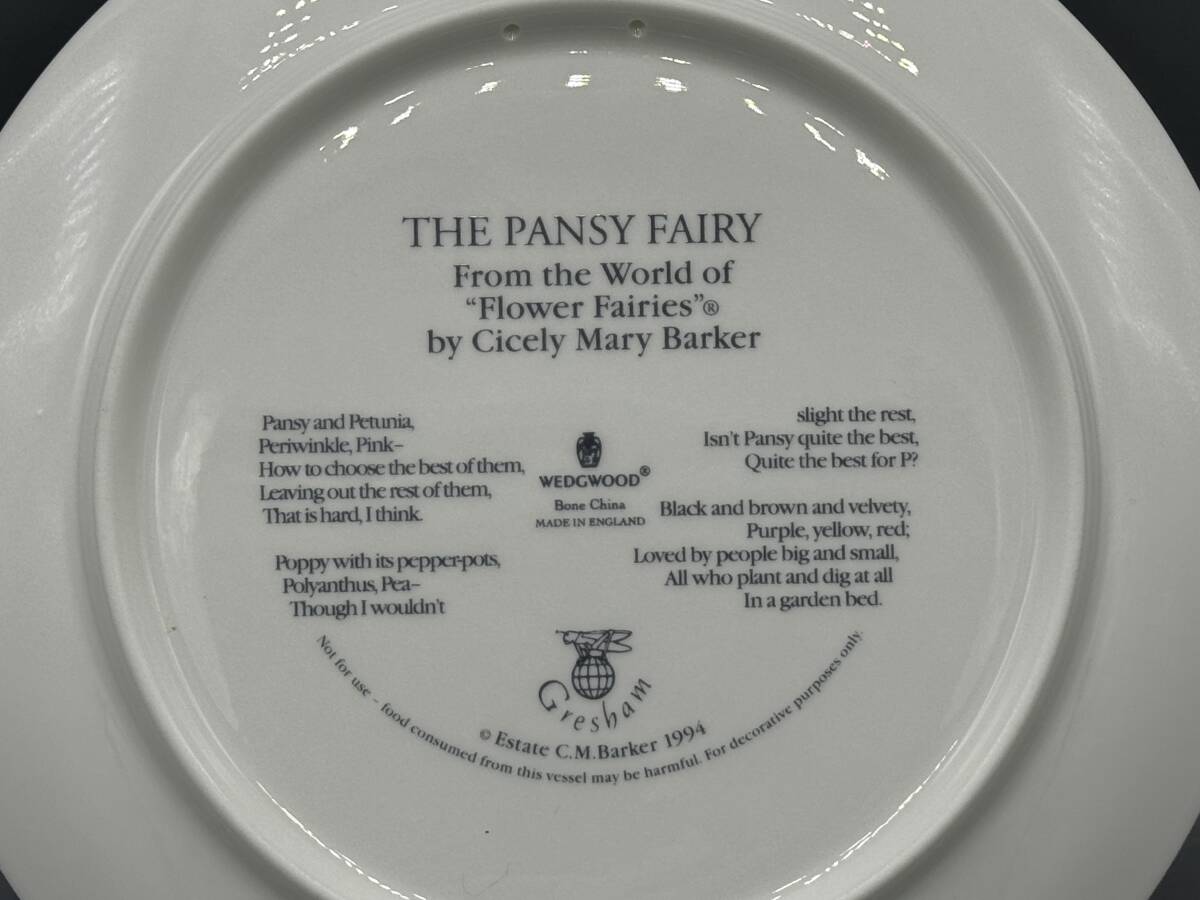 THE PANSY FAIRY
From the World of
“Flower Fairies”®
by Cicely Mary Barker
Pansy and Petunia,
Periwinkle, Pink–
How to choose the best of them,
Leaving out the rest of them,
That is hard, I think.
Poppy with its pepper-pots,
Polyanthus, Pea–
Though I wouldn't
slight the rest,
Isn't Pansy quite the best,
Quite the best for P?
Black and brown and velvety,
Purple, yellow, red;
Loved by people big and small,
All who plant and dig at all
In a garden bed.
WEDGWOOD®
Bone China
MADE IN ENGLAND
Gresham
© Estate C.M.Barker 1994
Not for use – food consumed from this vessel may be harmful. For decorative purposes only.